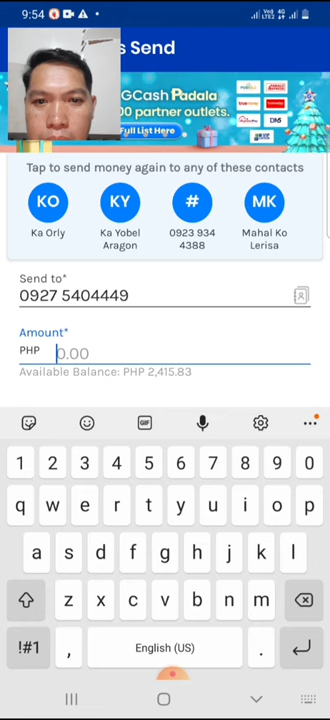 9:54
s Send
GCash Padala
00 partner outlets.
Full List Here
Tap to send money again to any of these contacts
KO KY # MK
Ka Orly
Ka Yobel Aragon
0923 934 4388
Mahal Ko Lerisa
Send to*
0927 5404449
Amount*
PHP 0.00
Available Balance: PHP 2,415.83
GIF
1 2 3 4 5 6 7 8 9 0
q w e r t y u i o p
a s d f g h j k l
z x c v b n m
!#1 , English (US) .